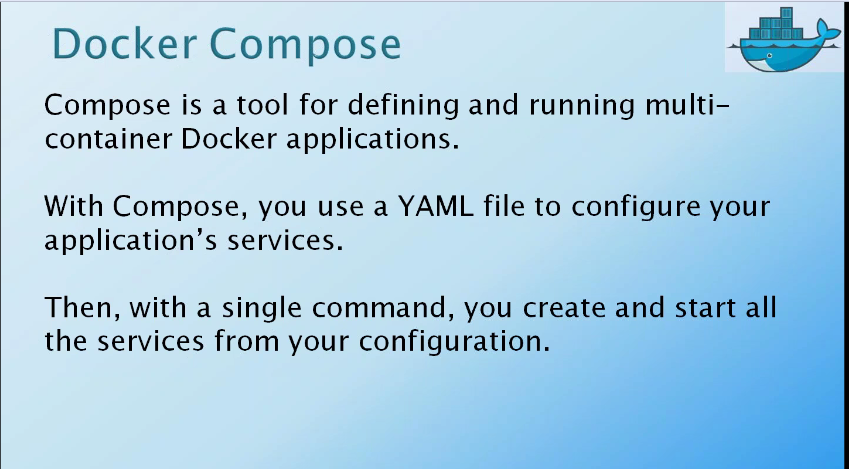 Docker Compose
Compose is a tool for defining and running multi-
container Docker applications.
With Compose, you use a YAML file to configure your
application’s services.
Then, with a single command, you create and start all
the services from your configuration.